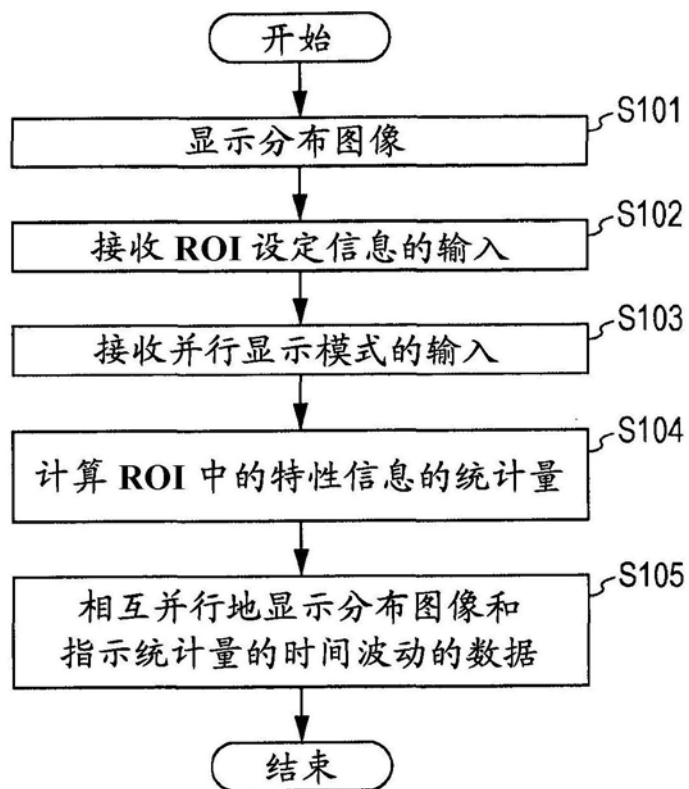 开始
S101
显示分布图像
S102
接收 ROI 设定信息的输入
S103
接收并行显示模式的输入
S104
计算 ROI 中的特性信息的统计量
S105
相互并行地显示分布图像和
指示统计量的时间波动的数据
结束